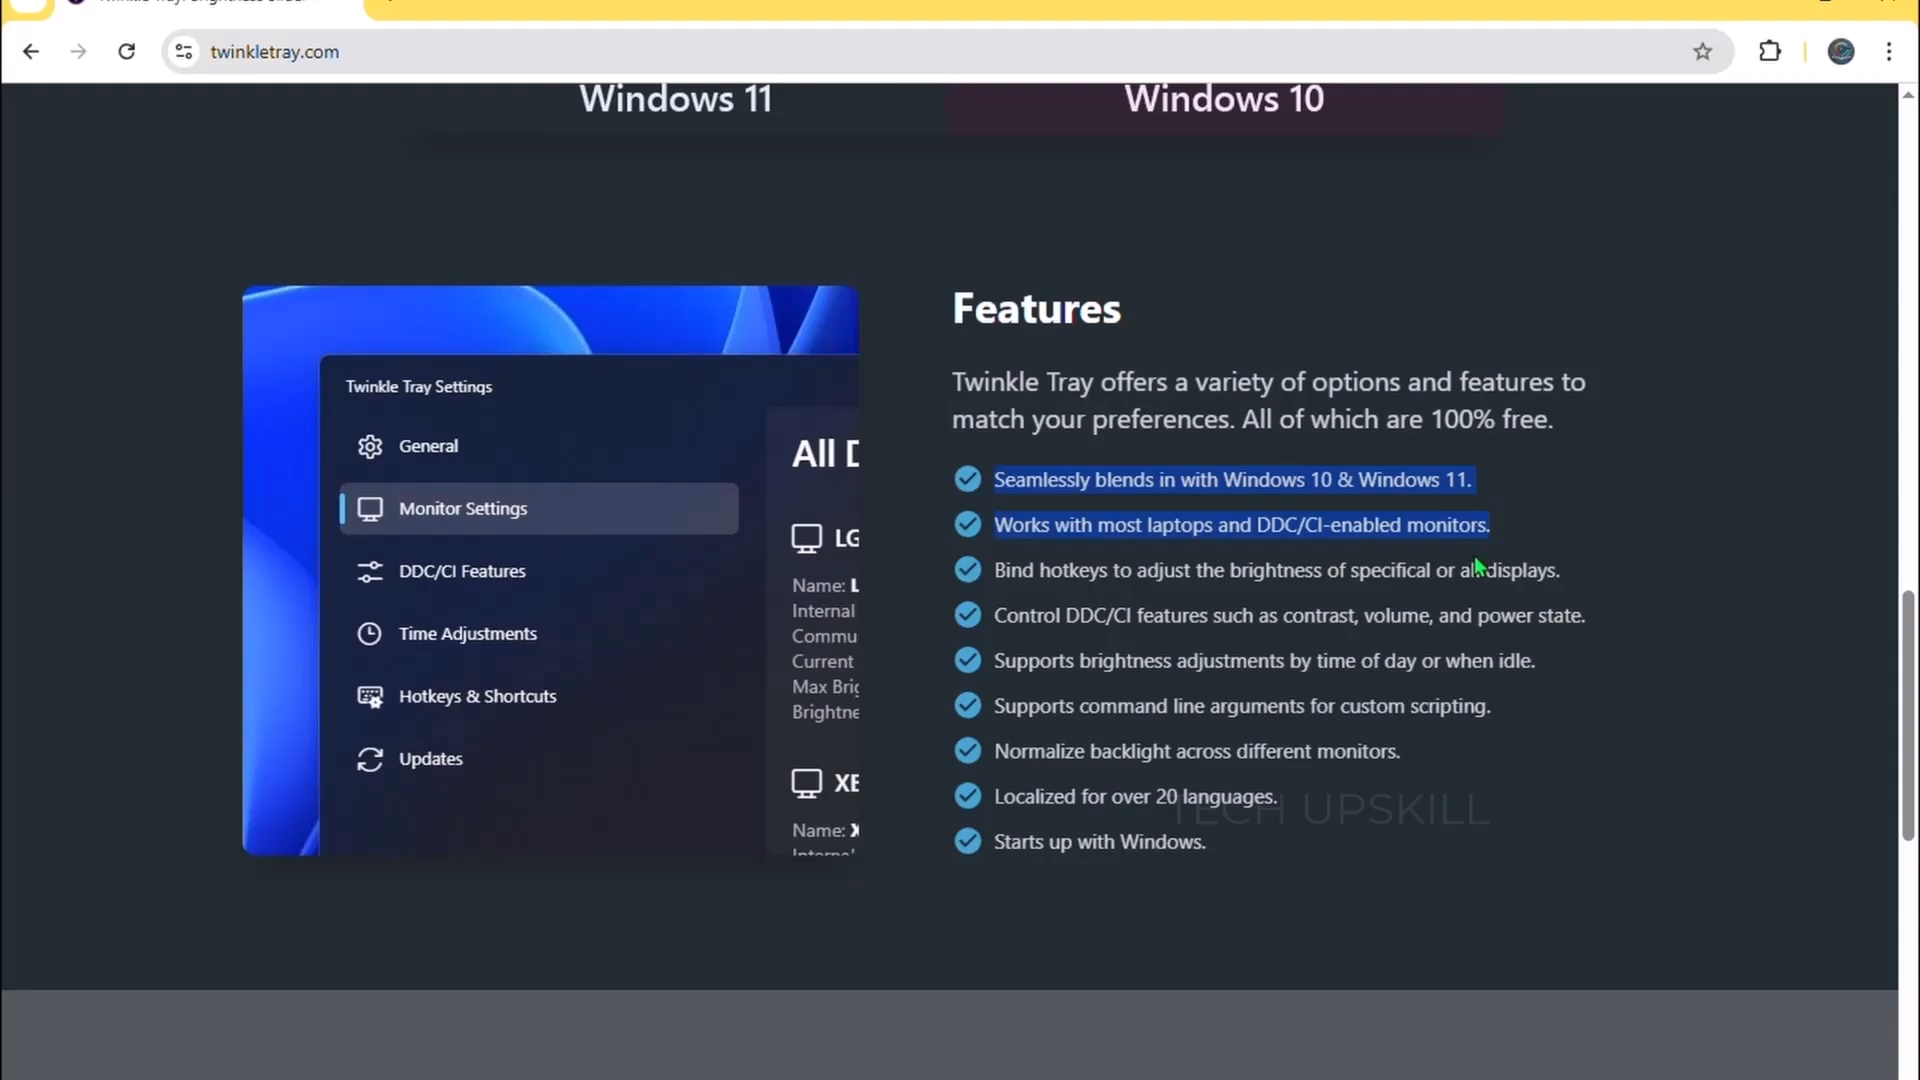 twinkletray.com
Windows 11
Windows 10
Twinkle Tray Settings
General
Monitor Settings
DDC/CI Features
Time Adjustments
Hotkeys & Shortcuts
Updates
All D
LG
Name: L
Internal
Commu
Current
Max Brig
Brightne
XE
Name: X
Features
Twinkle Tray offers a variety of options and features to
match your preferences. All of which are 100% free.
Seamlessly blends in with Windows 10 & Windows 11.
Works with most laptops and DDC/CI-enabled monitors.
Bind hotkeys to adjust the brightness of specifical or all displays.
Control DDC/CI features such as contrast, volume, and power state.
Supports brightness adjustments by time of day or when idle.
Supports command line arguments for custom scripting.
Normalize backlight across different monitors.
Localized for over 20 languages.
Starts up with Windows.
TECH UPSKILL